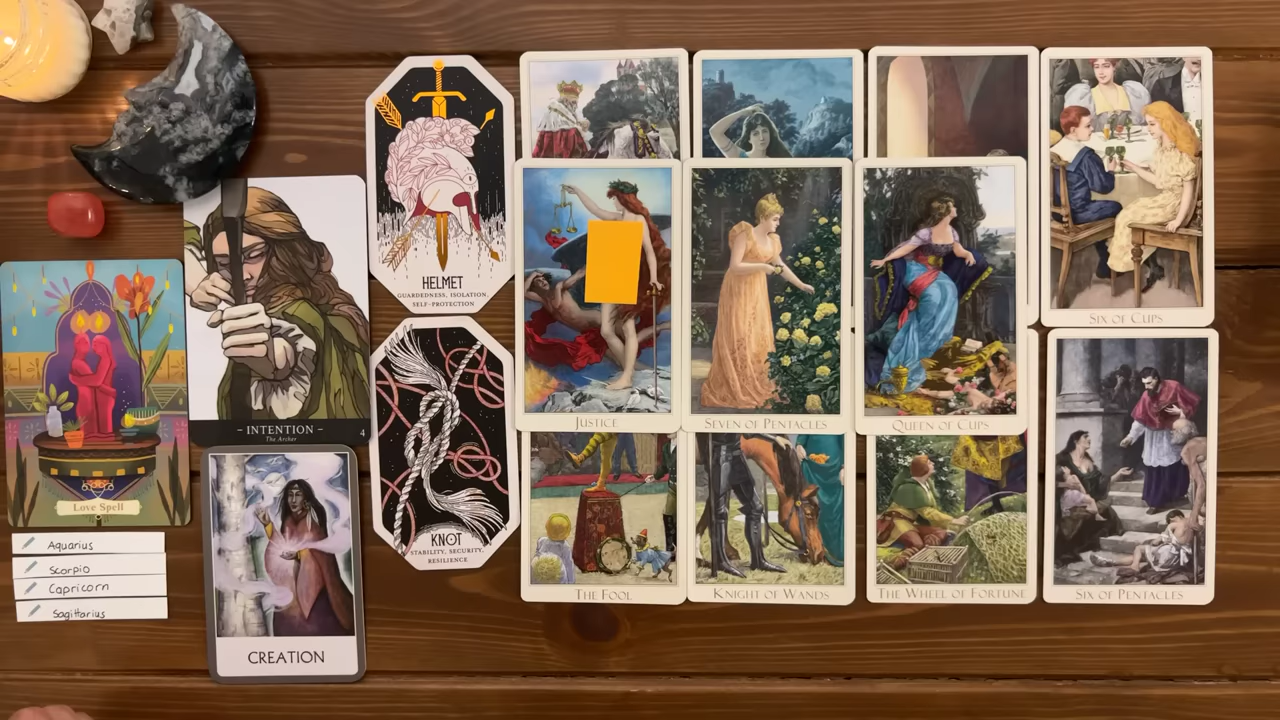 HELMET
GUARDEDNESS, ISOLATION,
SELF-PROTECTION
SIX OF CUPS
JUSTICE
SEVEN OF PENTACLES
QUEEN OF CUPS
- INTENTION -
The Archer
4
Love Spell
KNOT
STABILITY, SECURITY,
RESILIENCE
Aquarius
Scorpio
Capricorn
Sagittarius
CREATION
THE FOOL
KNIGHT OF WANDS
THE WHEEL OF FORTUNE
SIX OF PENTACLES